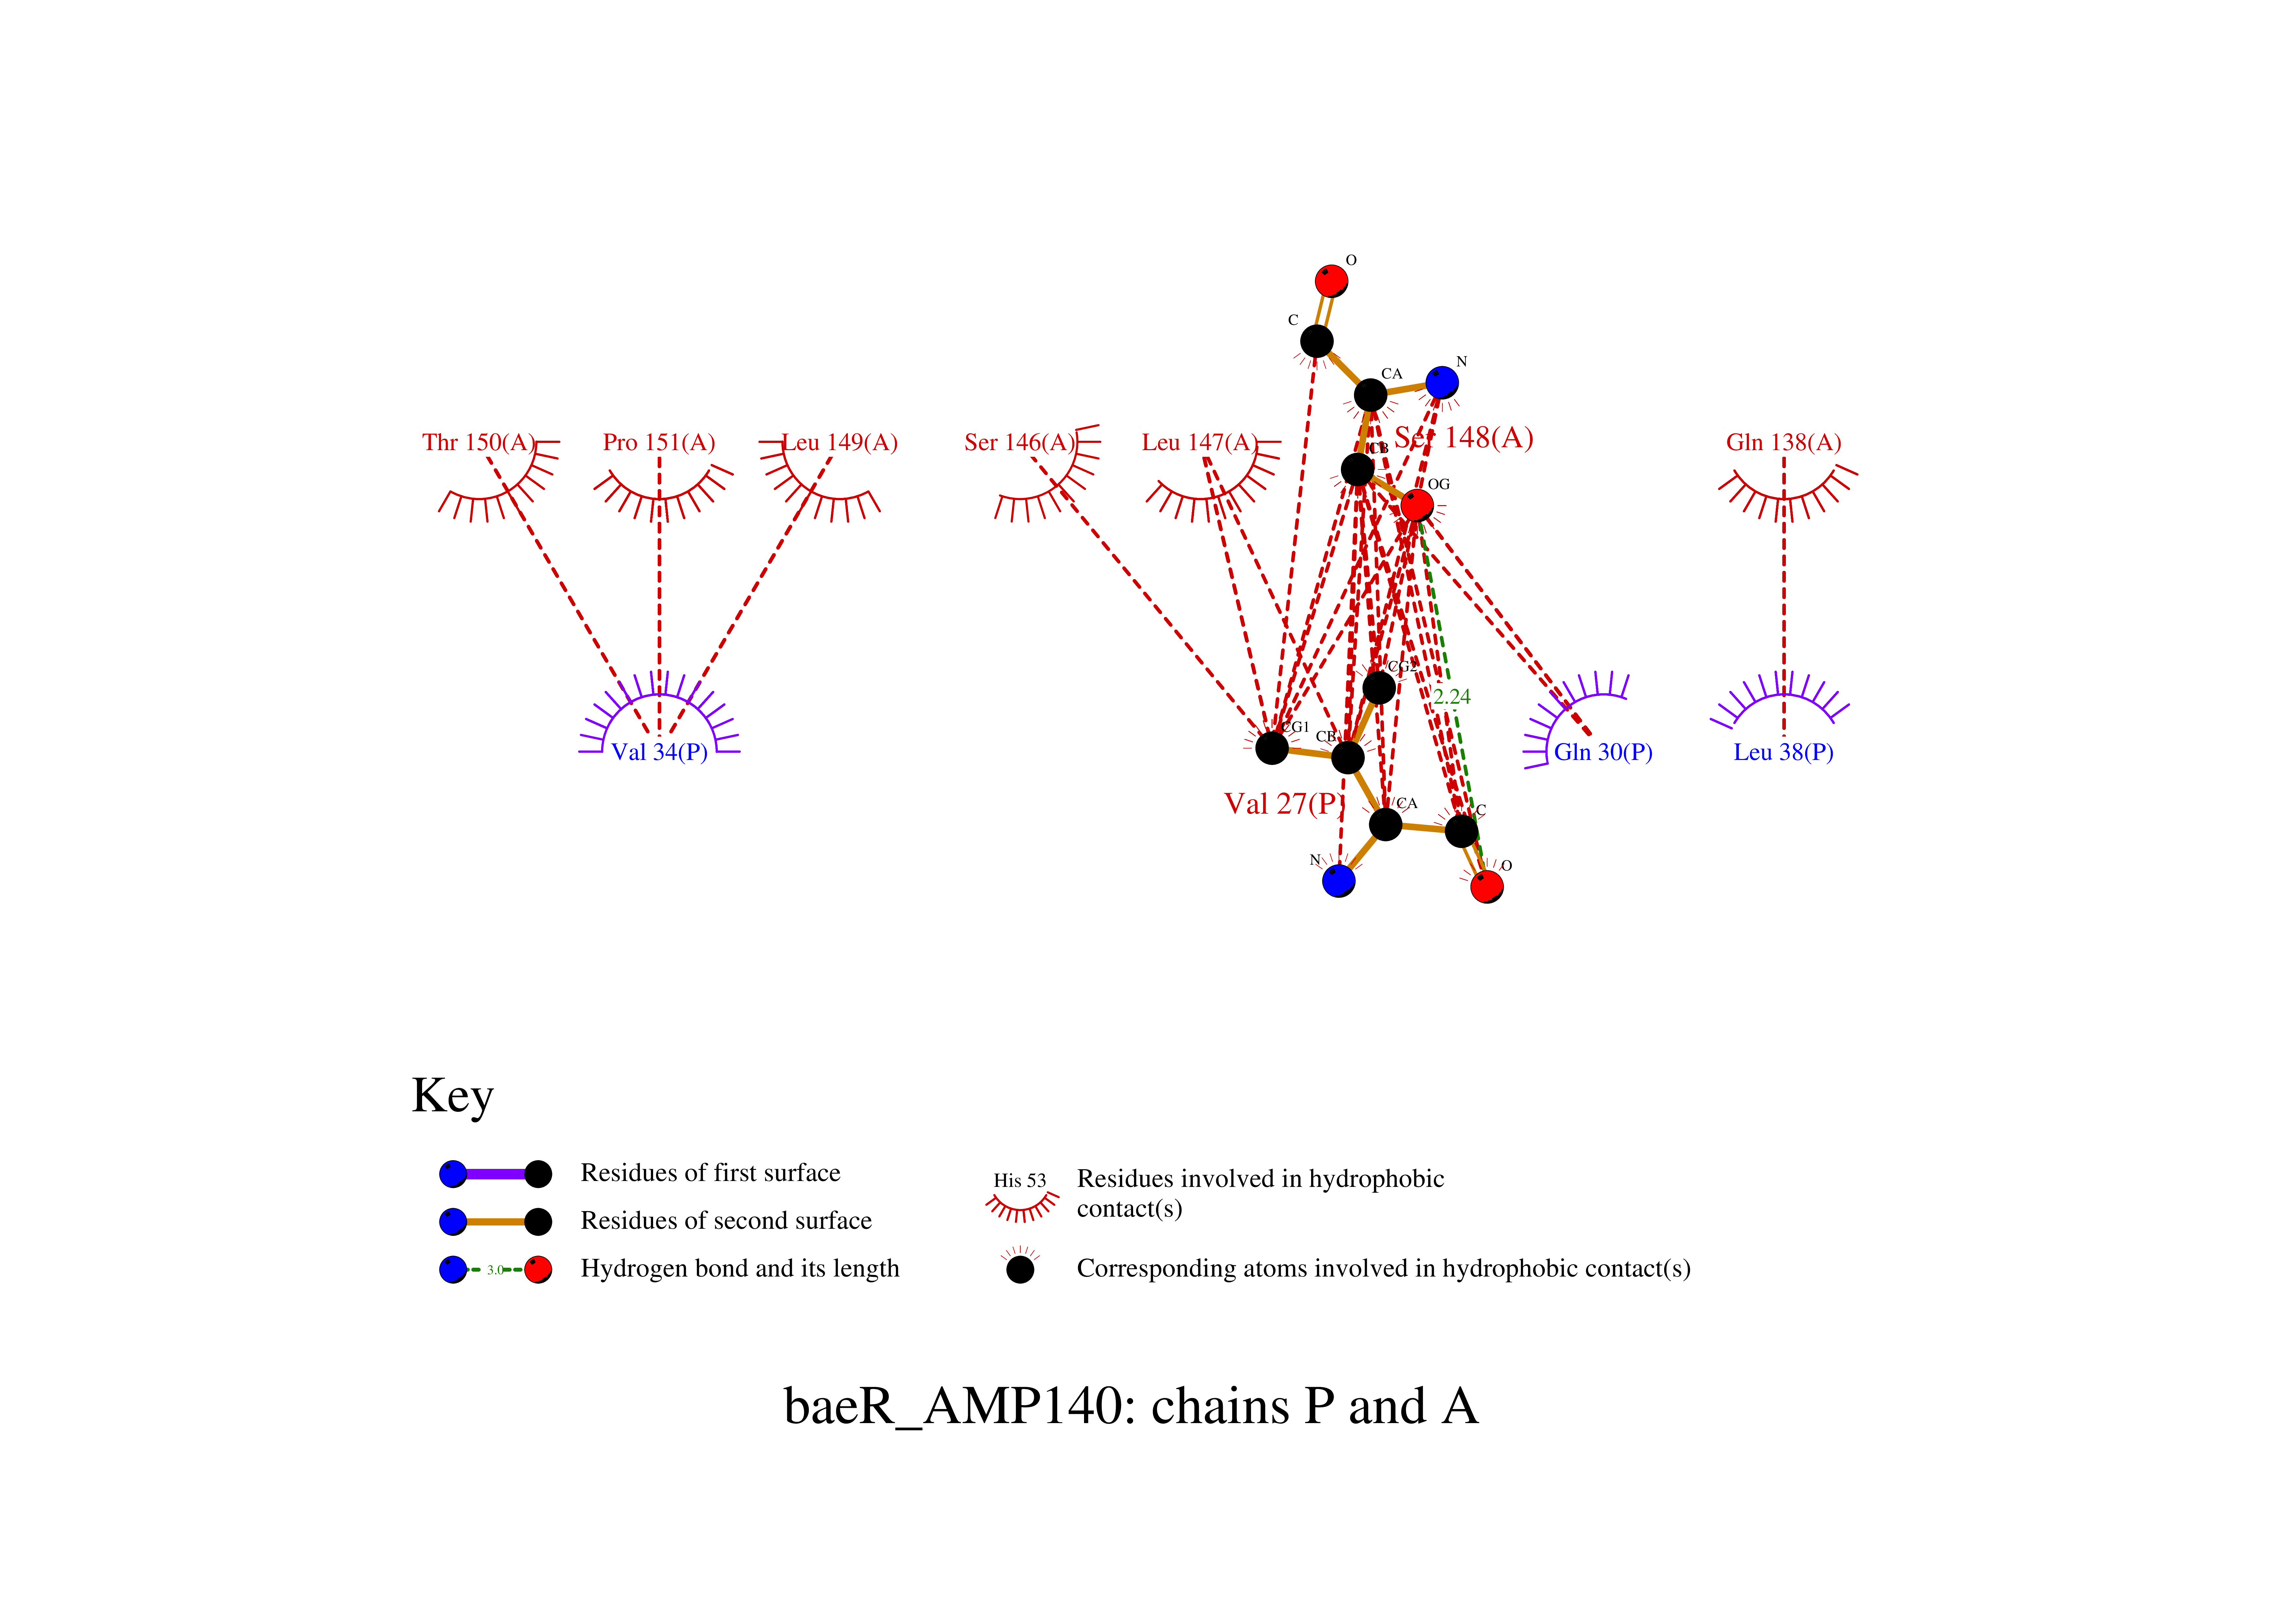 O
C
N
CA
Thr 150(A)
Pro 151(A)
Leu 149(A)
Ser 146(A)
Leu 147(A)
CB
Ser 148(A)
Gln 138(A)
OG
CG2
2.24
CG1
CB
Val 34(P)
Gln 30(P)
Leu 38(P)
Val 27(P)
CA
C
N
O
Key
Residues of first surface
Residues of second surface
3.0
Hydrogen bond and its length
His 53
Residues involved in hydrophobic
contact(s)
Corresponding atoms involved in hydrophobic contact(s)
baeR_AMP140: chains P and A